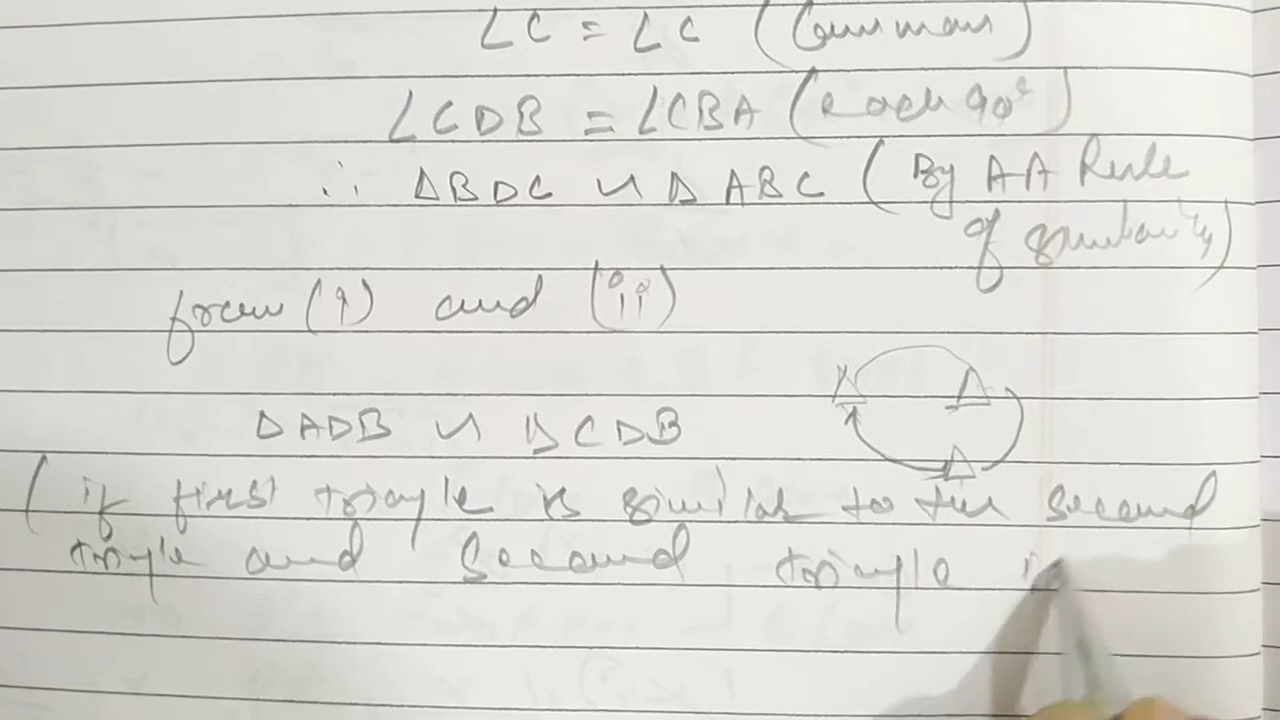 ∠C = ∠C (Common)
∠CDB = ∠CBA (each 90°)
∴ ΔBDC ∼ ΔABC (By AA Rule
of similarity)
from (i) and (ii)
ΔADB ∼ ΔCDB
(if first triangle is similar to the second
triangle and second triangle i